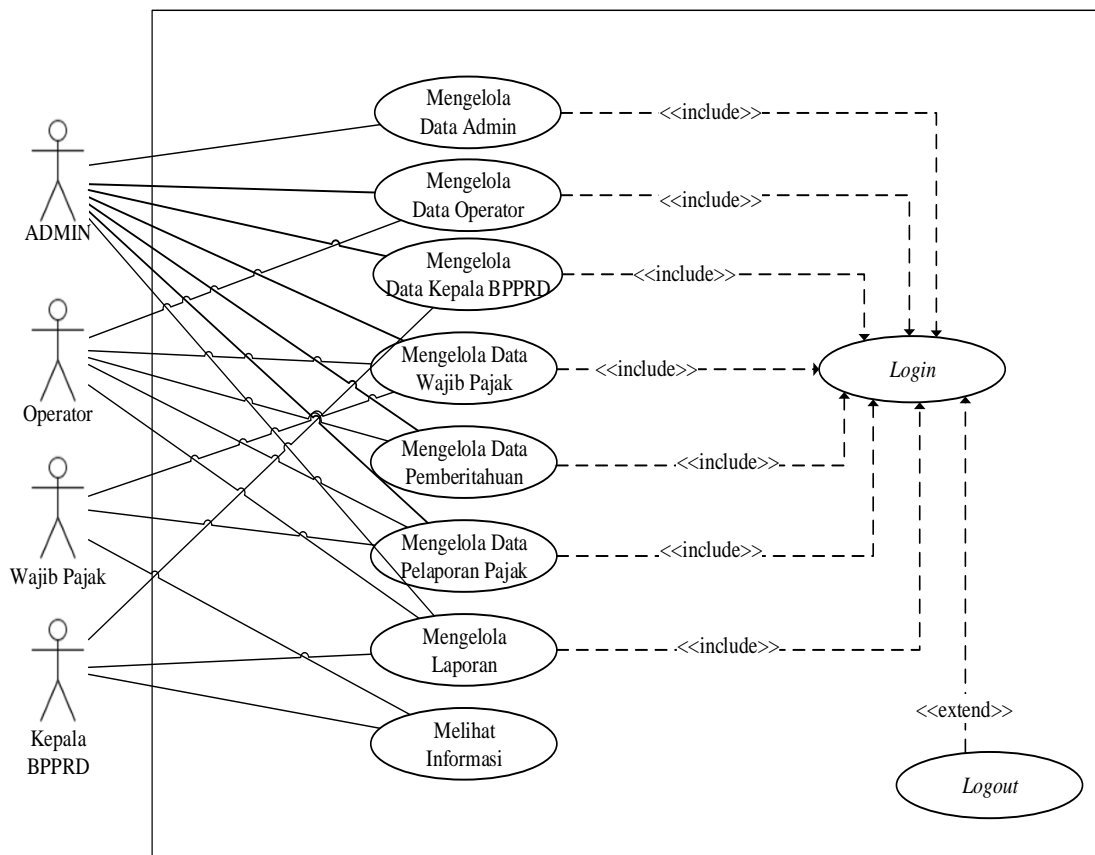 ADMIN
Operator
Wajib Pajak
Kepala
BPPRD
Mengelola
Data Admin
Mengelola
Data Operator
Mengelola
Data Kepala BPPRD
Mengelola Data
Wajib Pajak
Mengelola Data
Pemberitahuan
Mengelola Data
Pelaporan Pajak
Mengelola
Laporan
Melihat
Informasi
<<include>>
<<include>>
<<include>>
<<include>>
<<include>>
<<include>>
<<include>>
<<extend>>
Login
Logout